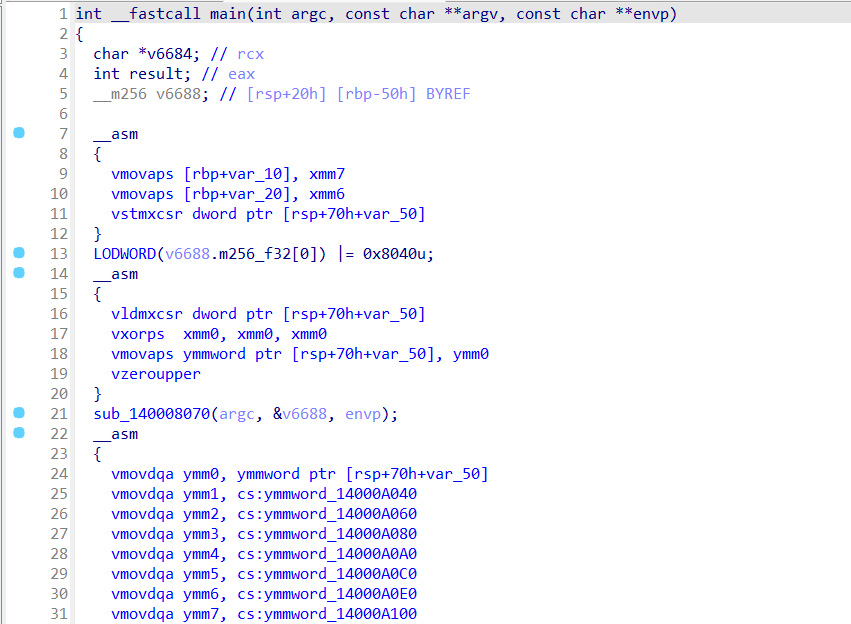 1 int __fastcall main(int argc, const char **argv, const char **envp)
2 {
3 char *v6684; // rcx
4 int result; // eax
5 __m256 v6688; // [rsp+20h] [rbp-50h] BYREF
6
7 __asm
8 {
9 vmovaps [rbp+var_10], xmm7
10 vmovaps [rbp+var_20], xmm6
11 vstmxcsr dword ptr [rsp+70h+var_50]
12 }
13 LODWORD(v6688.m256_f32[0]) |= 0x8040u;
14 __asm
15 {
16 vldmxcsr dword ptr [rsp+70h+var_50]
17 vxorps  xmm0, xmm0, xmm0
18 vmovaps ymmword ptr [rsp+70h+var_50], ymm0
19 vzeroupper
20 }
21 sub_140008070(argc, &v6688, envp);
22 __asm
23 {
24 vmovdqa ymm0, ymmword ptr [rsp+70h+var_50]
25 vmovdqa ymm1, cs:ymmword_14000A040
26 vmovdqa ymm2, cs:ymmword_14000A060
27 vmovdqa ymm3, cs:ymmword_14000A080
28 vmovdqa ymm4, cs:ymmword_14000A0A0
29 vmovdqa ymm5, cs:ymmword_14000A0C0
30 vmovdqa ymm6, cs:ymmword_14000A0E0
31 vmovdqa ymm7, cs:ymmword_14000A100